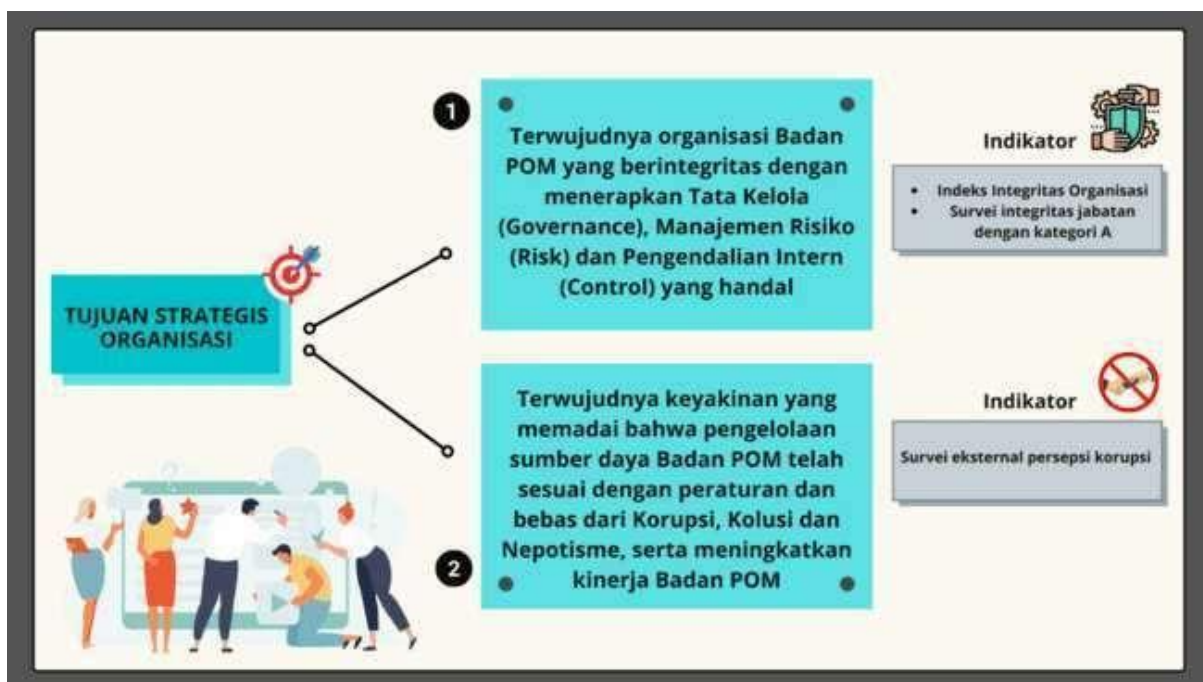 TUJUAN STRATEGIS
ORGANISASI
1
Terwujudnya organisasi Badan
POM yang berintegritas dengan
menerapkan Tata Kelola
(Governance), Manajemen Risiko
(Risk) dan Pengendalian Intern
(Control) yang handal
Indikator
• Indeks Integritas Organisasi
• Survei integritas jabatan
dengan kategori A
2
Terwujudnya keyakinan yang
memadai bahwa pengelolaan
sumber daya Badan POM telah
sesuai dengan peraturan dan
bebas dari Korupsi, Kolusi dan
Nepotisme, serta meningkatkan
kinerja Badan POM
Indikator
Survei eksternal persepsi korupsi